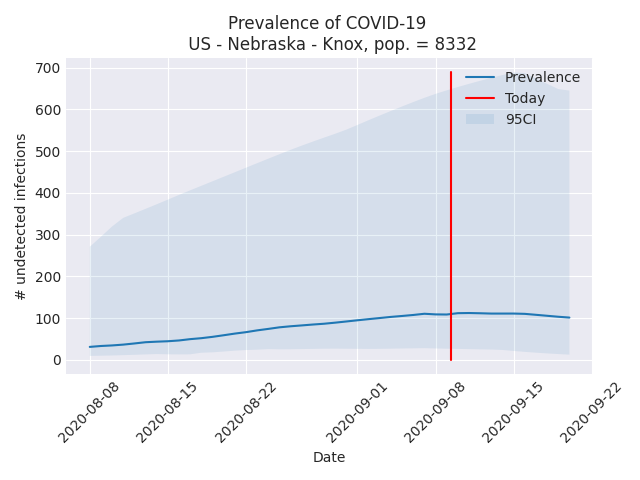 Prevalence of COVID-19
US - Nebraska - Knox, pop. = 8332
700
600
500
400
300
200
100
0
# undetected infections
Prevalence
Today
95CI
2020-08-08
2020-08-15
2020-08-22
2020-09-01
2020-09-08
2020-09-15
2020-09-22
Date